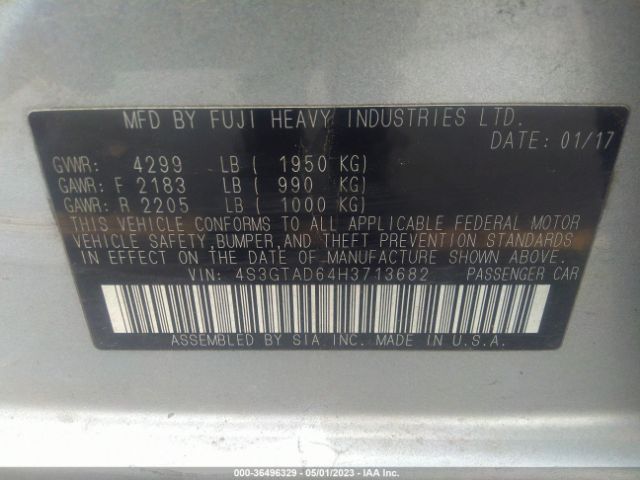 MFD BY FUJI HEAVY INDUSTRIES LTD.
DATE: 01/17
GVWR: 4299 LB ( 1950 KG)
GAWR: F 2183 LB ( 990 KG)
GAWR: R 2205 LB ( 1000 KG)
THIS VEHICLE CONFORMS TO ALL APPLICABLE FEDERAL MOTOR
VEHICLE SAFETY,BUMPER,AND THEFT PREVENTION STANDARDS
IN EFFECT ON THE DATE OF MANUFACTURE SHOWN ABOVE.
VIN: 4S3GTAD64H3713682 PASSENGER CAR
ASSEMBLED BY SIA INC. MADE IN U.S.A.
000-36496329 - 05/01/2023 - IAA Inc.